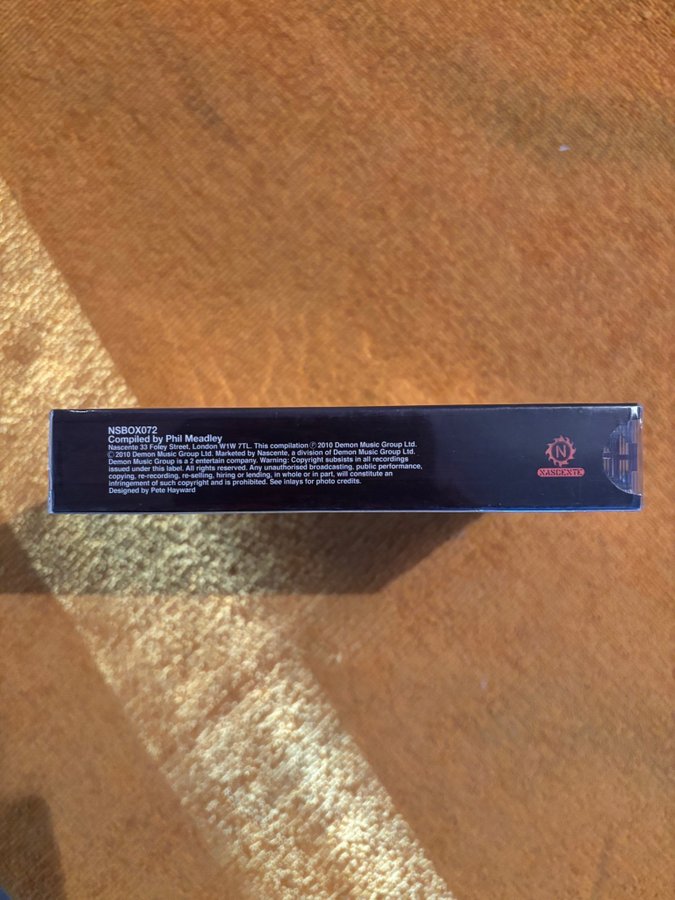 NSBOX072
Compiled by Phil Meadley
Nascente 33 Foley Street, London W1W 7TL. This compilation ℗ 2010 Demon Music Group Ltd.
© 2010 Demon Music Group Ltd. Marketed by Nascente, a division of Demon Music Group Ltd.
Demon Music Group is a 2 entertain company. Warning: Copyright subsists in all recordings
issued under this label. All rights reserved. Any unauthorised broadcasting, public performance,
copying, re-recording, re-selling, hiring or lending, in whole or in part, will constitute an
infringement of such copyright and is prohibited. See inlays for photo credits.
Designed by Pete Hayward
N
NASCENTE